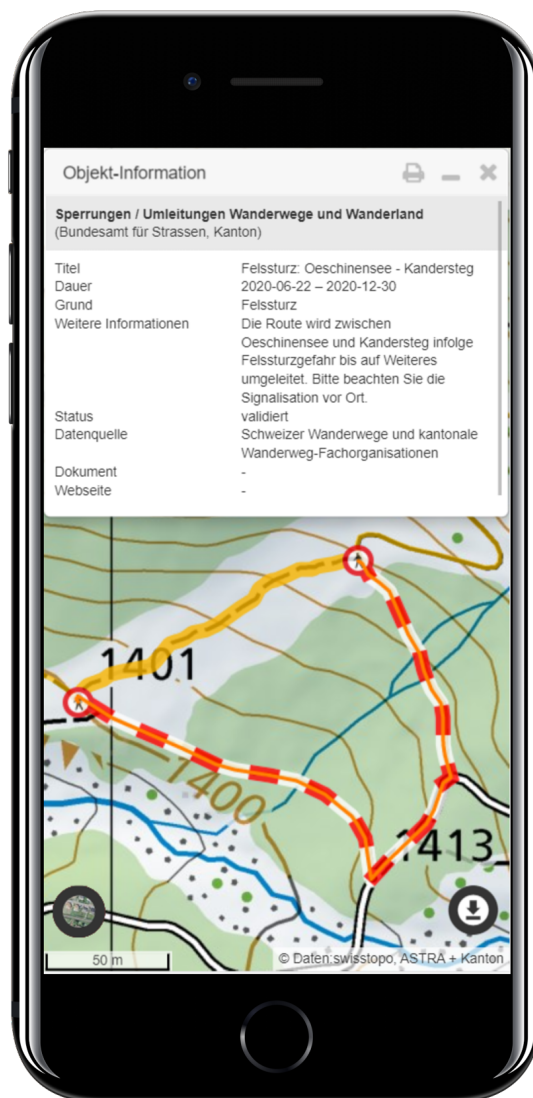 Objekt-Information
Sperrungen / Umleitungen Wanderwege und Wanderland
(Bundesamt für Strassen, Kanton)
Titel Felssturz: Oeschinensee - Kandersteg
Dauer 2020-06-22 – 2020-12-30
Grund Felssturz
Weitere Informationen Die Route wird zwischen
Oeschinensee und Kandersteg infolge
Felssturzgefahr bis auf Weiteres
umgeleitet. Bitte beachten Sie die
Signalisation vor Ort.
Status validiert
Datenquelle Schweizer Wanderwege und kantonale
Wanderweg-Fachorganisationen
Dokument -
Webseite -
1401
1400
1413
50 m
© Daten:swisstopo, ASTRA + Kanton